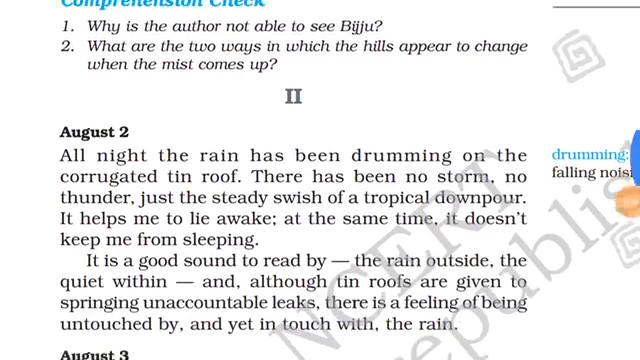 Comprehension Check
1. Why is the author not able to see Bijju?
2. What are the two ways in which the hills appear to change
when the mist comes up?
II
August 2
All night the rain has been drumming on the
corrugated tin roof. There has been no storm, no
thunder, just the steady swish of a tropical downpour.
It helps me to lie awake; at the same time, it doesn't
keep me from sleeping.
It is a good sound to read by — the rain outside, the
quiet within — and, although tin roofs are given to
springing unaccountable leaks, there is a feeling of being
untouched by, and yet in touch with, the rain.
August 3
drumming:
falling
NCERT
republis